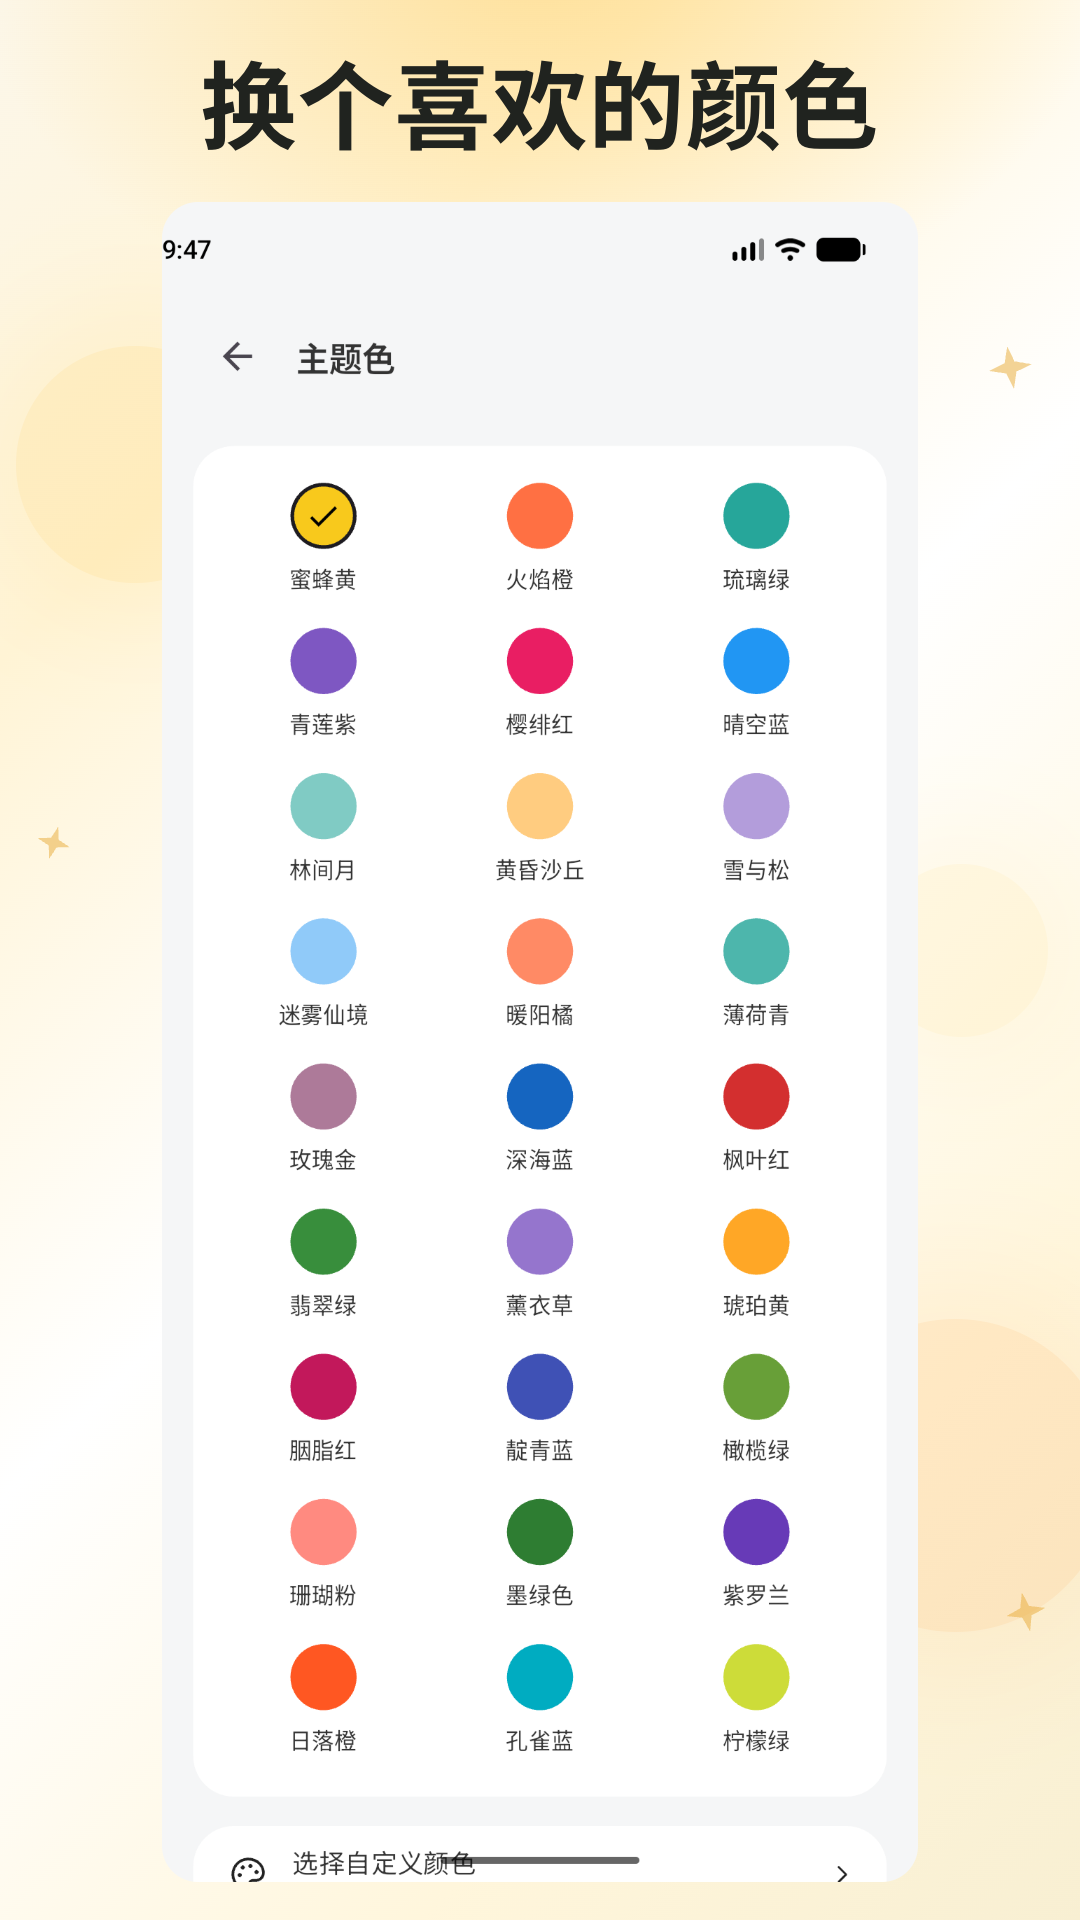 换个喜欢的颜色
9:47
主题色
蜜蜂黄 火焰橙 琉璃绿
青莲紫 樱绯红 晴空蓝
林间月 黄昏沙丘 雪与松
迷雾仙境 暖阳橘 薄荷青
玫瑰金 深海蓝 枫叶红
翡翠绿 薰衣草 琥珀黄
胭脂红 靛青蓝 橄榄绿
珊瑚粉 墨绿色 紫罗兰
日落橙 孔雀蓝 柠檬绿
选择自定义颜色